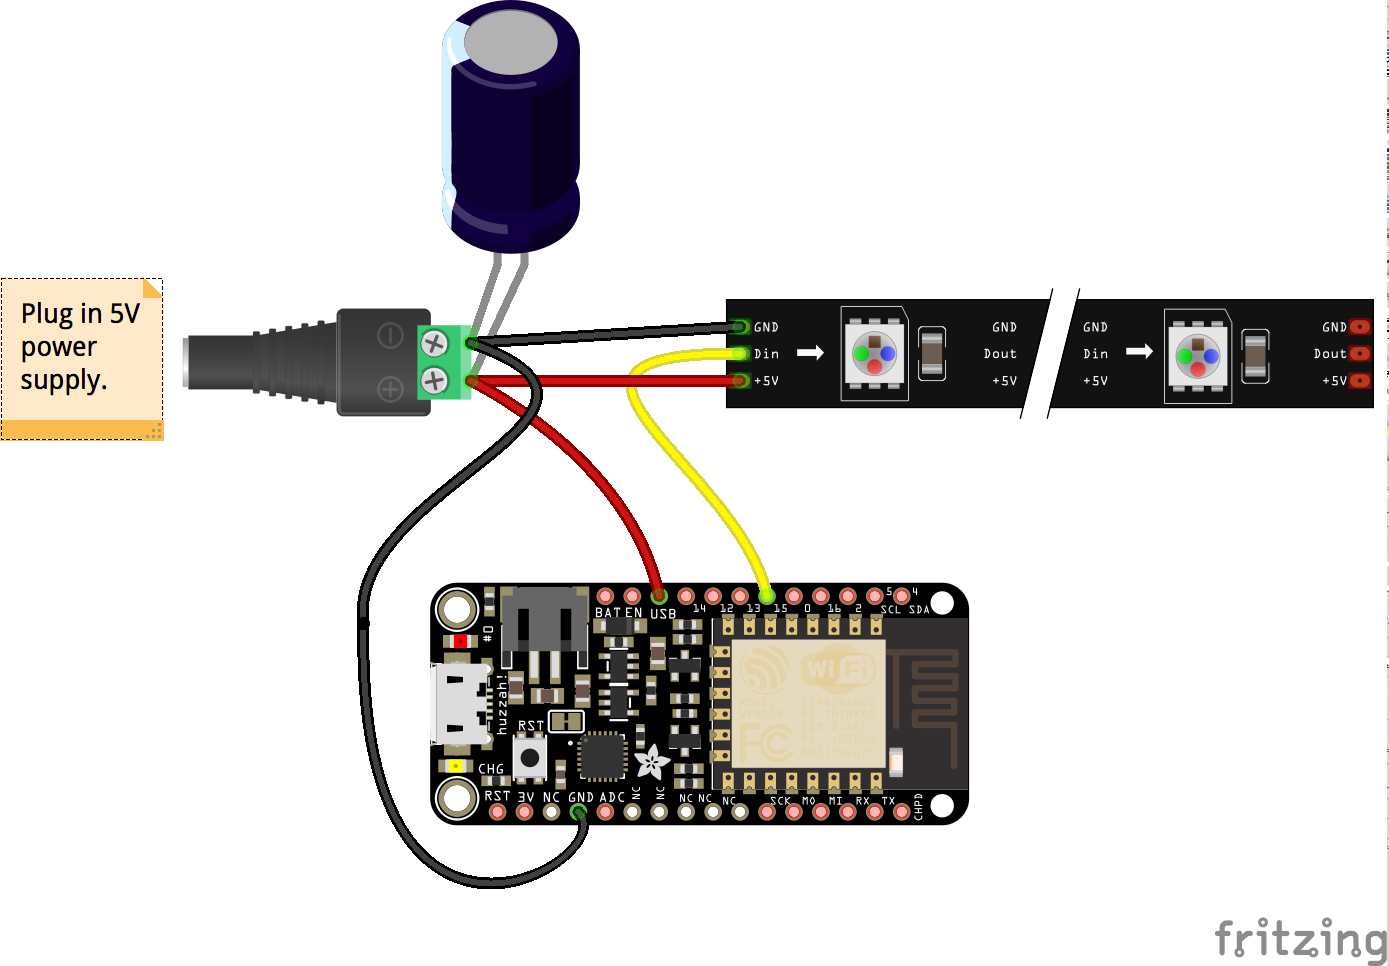 Plug in 5V
power
supply.
GND
Din
+5V
GND
Dout
+5V
GND
Din
+5V
GND
Dout
+5V
BAT EN USB 14 12 13 15 0 16 2 5 4
SCL SDA
#0
huzzah!
WiFi
FC
RST
CHG
RST 3V NC GND ADC NC NC NC NC NC SCK MO MI RX TX CHPD
fritzing